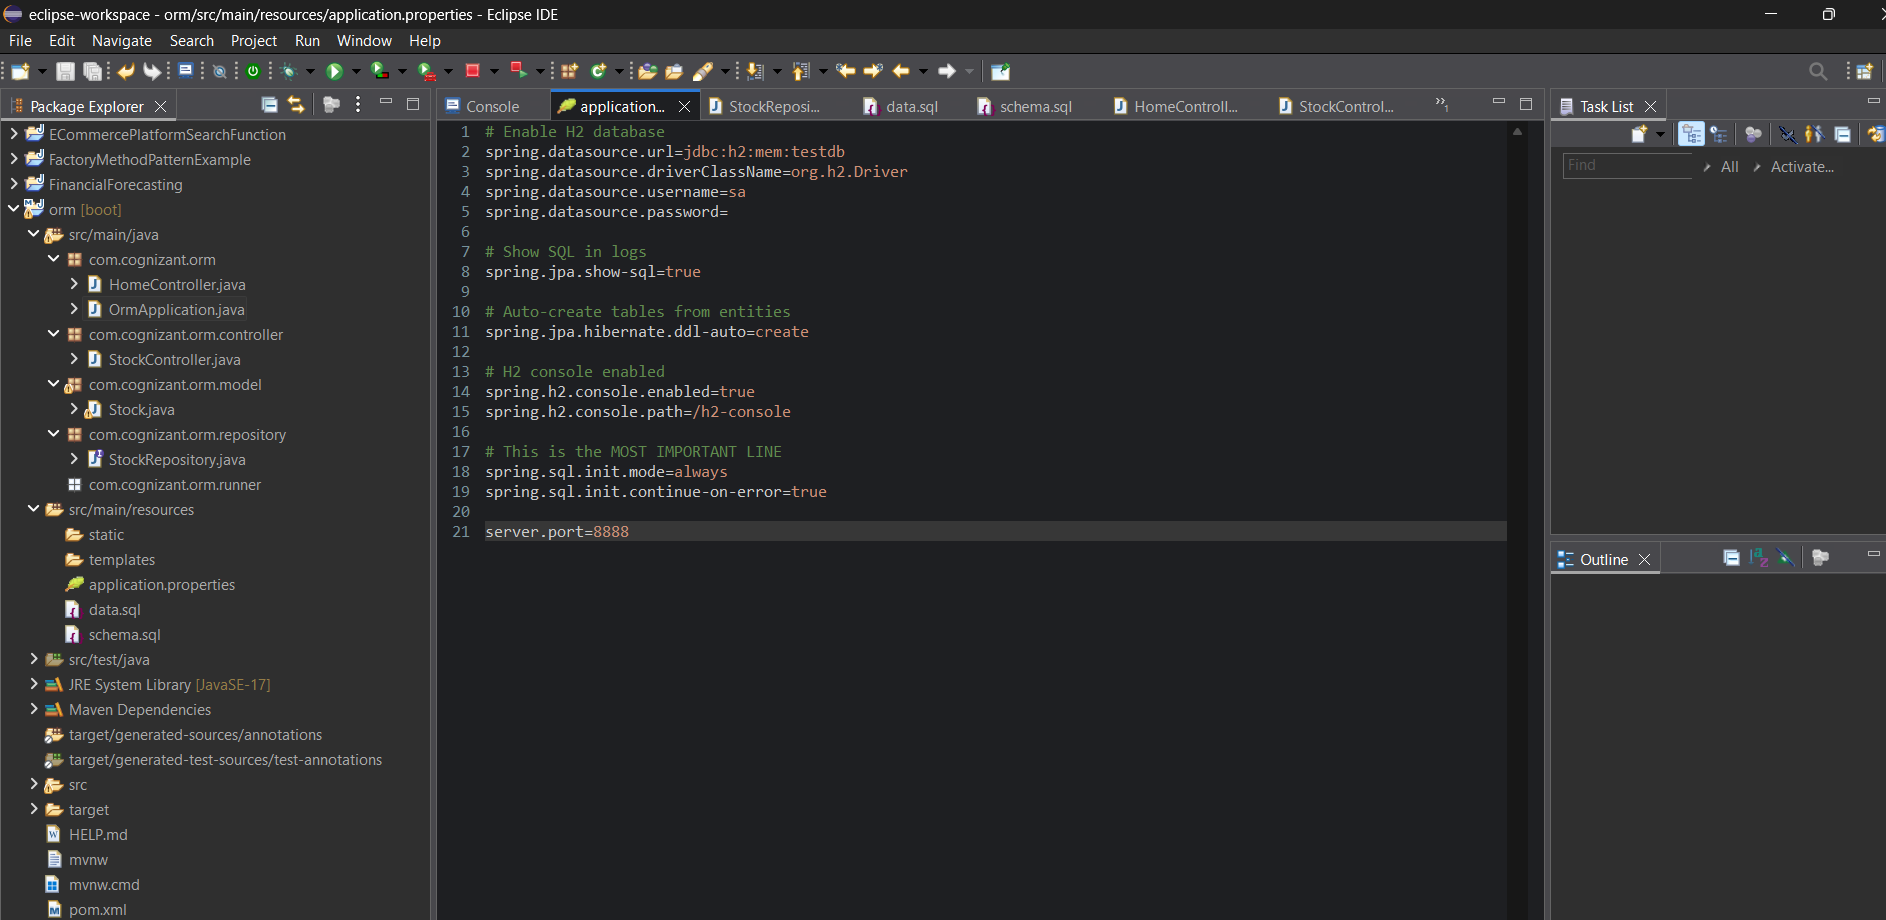 eclipse-workspace - orm/src/main/resources/application.properties - Eclipse IDE
File Edit Navigate Search Project Run Window Help
Package Explorer
ECommercePlatformSearchFunction
FactoryMethodPatternExample
FinancialForecasting
orm [boot]
src/main/java
com.cognizant.orm
HomeController.java
OrmApplication.java
com.cognizant.orm.controller
StockController.java
com.cognizant.orm.model
Stock.java
com.cognizant.orm.repository
StockRepository.java
com.cognizant.orm.runner
src/main/resources
static
templates
application.properties
data.sql
schema.sql
src/test/java
JRE System Library [JavaSE-17]
Maven Dependencies
target/generated-sources/annotations
target/generated-test-sources/test-annotations
src
target
HELP.md
mvnw
mvnw.cmd
pom.xml
Console application... StockReposi... data.sql schema.sql HomeControll... StockControl... »1
1 # Enable H2 database
2 spring.datasource.url=jdbc:h2:mem:testdb
3 spring.datasource.driverClassName=org.h2.Driver
4 spring.datasource.username=sa
5 spring.datasource.password=
6
7 # Show SQL in logs
8 spring.jpa.show-sql=true
9
10 # Auto-create tables from entities
11 spring.jpa.hibernate.ddl-auto=create
12
13 # H2 console enabled
14 spring.h2.console.enabled=true
15 spring.h2.console.path=/h2-console
16
17 # This is the MOST IMPORTANT LINE
18 spring.sql.init.mode=always
19 spring.sql.init.continue-on-error=true
20
21 server.port=8888
Task List
Find All Activate...
Outline